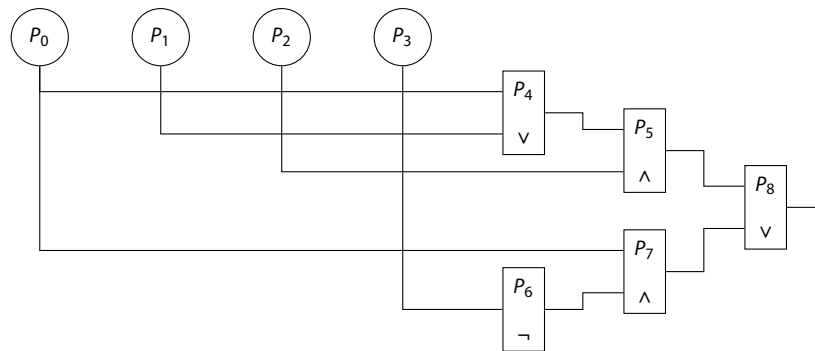 P₀ P₁ P₂ P₃
P₄
∨
P₅
∧
P₈
∨
P₇
∧
P₆
¬